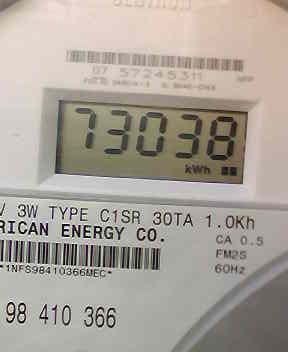 07 57245311
73038
kWh
V 3W TYPE C1SR 30TA 1.0Kh
RICAN ENERGY CO.
CA 0.5
FM2S
*1NFS98410366MEC*
60Hz
98 410 366